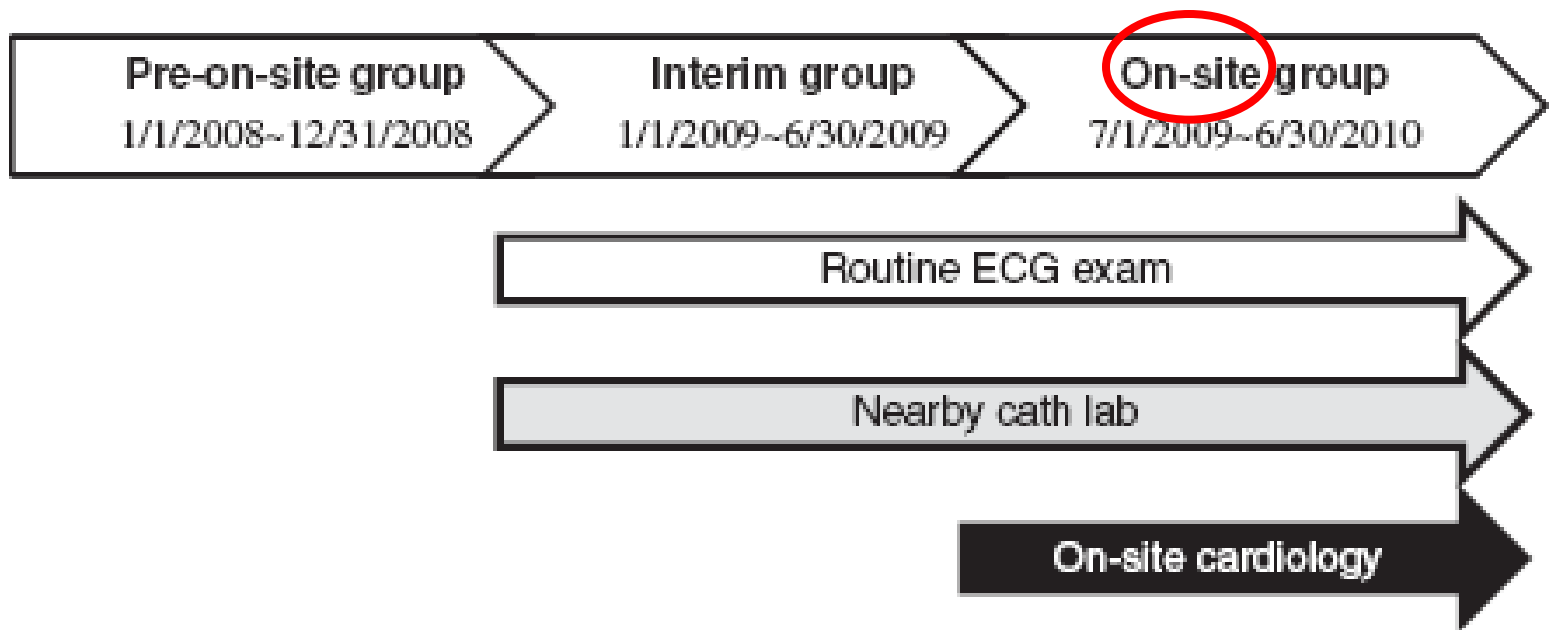 Pre-on-site group
1/1/2008~12/31/2008
Interim group
1/1/2009~6/30/2009
On-site group
7/1/2009~6/30/2010
Routine ECG exam
Nearby cath lab
On-site cardiology